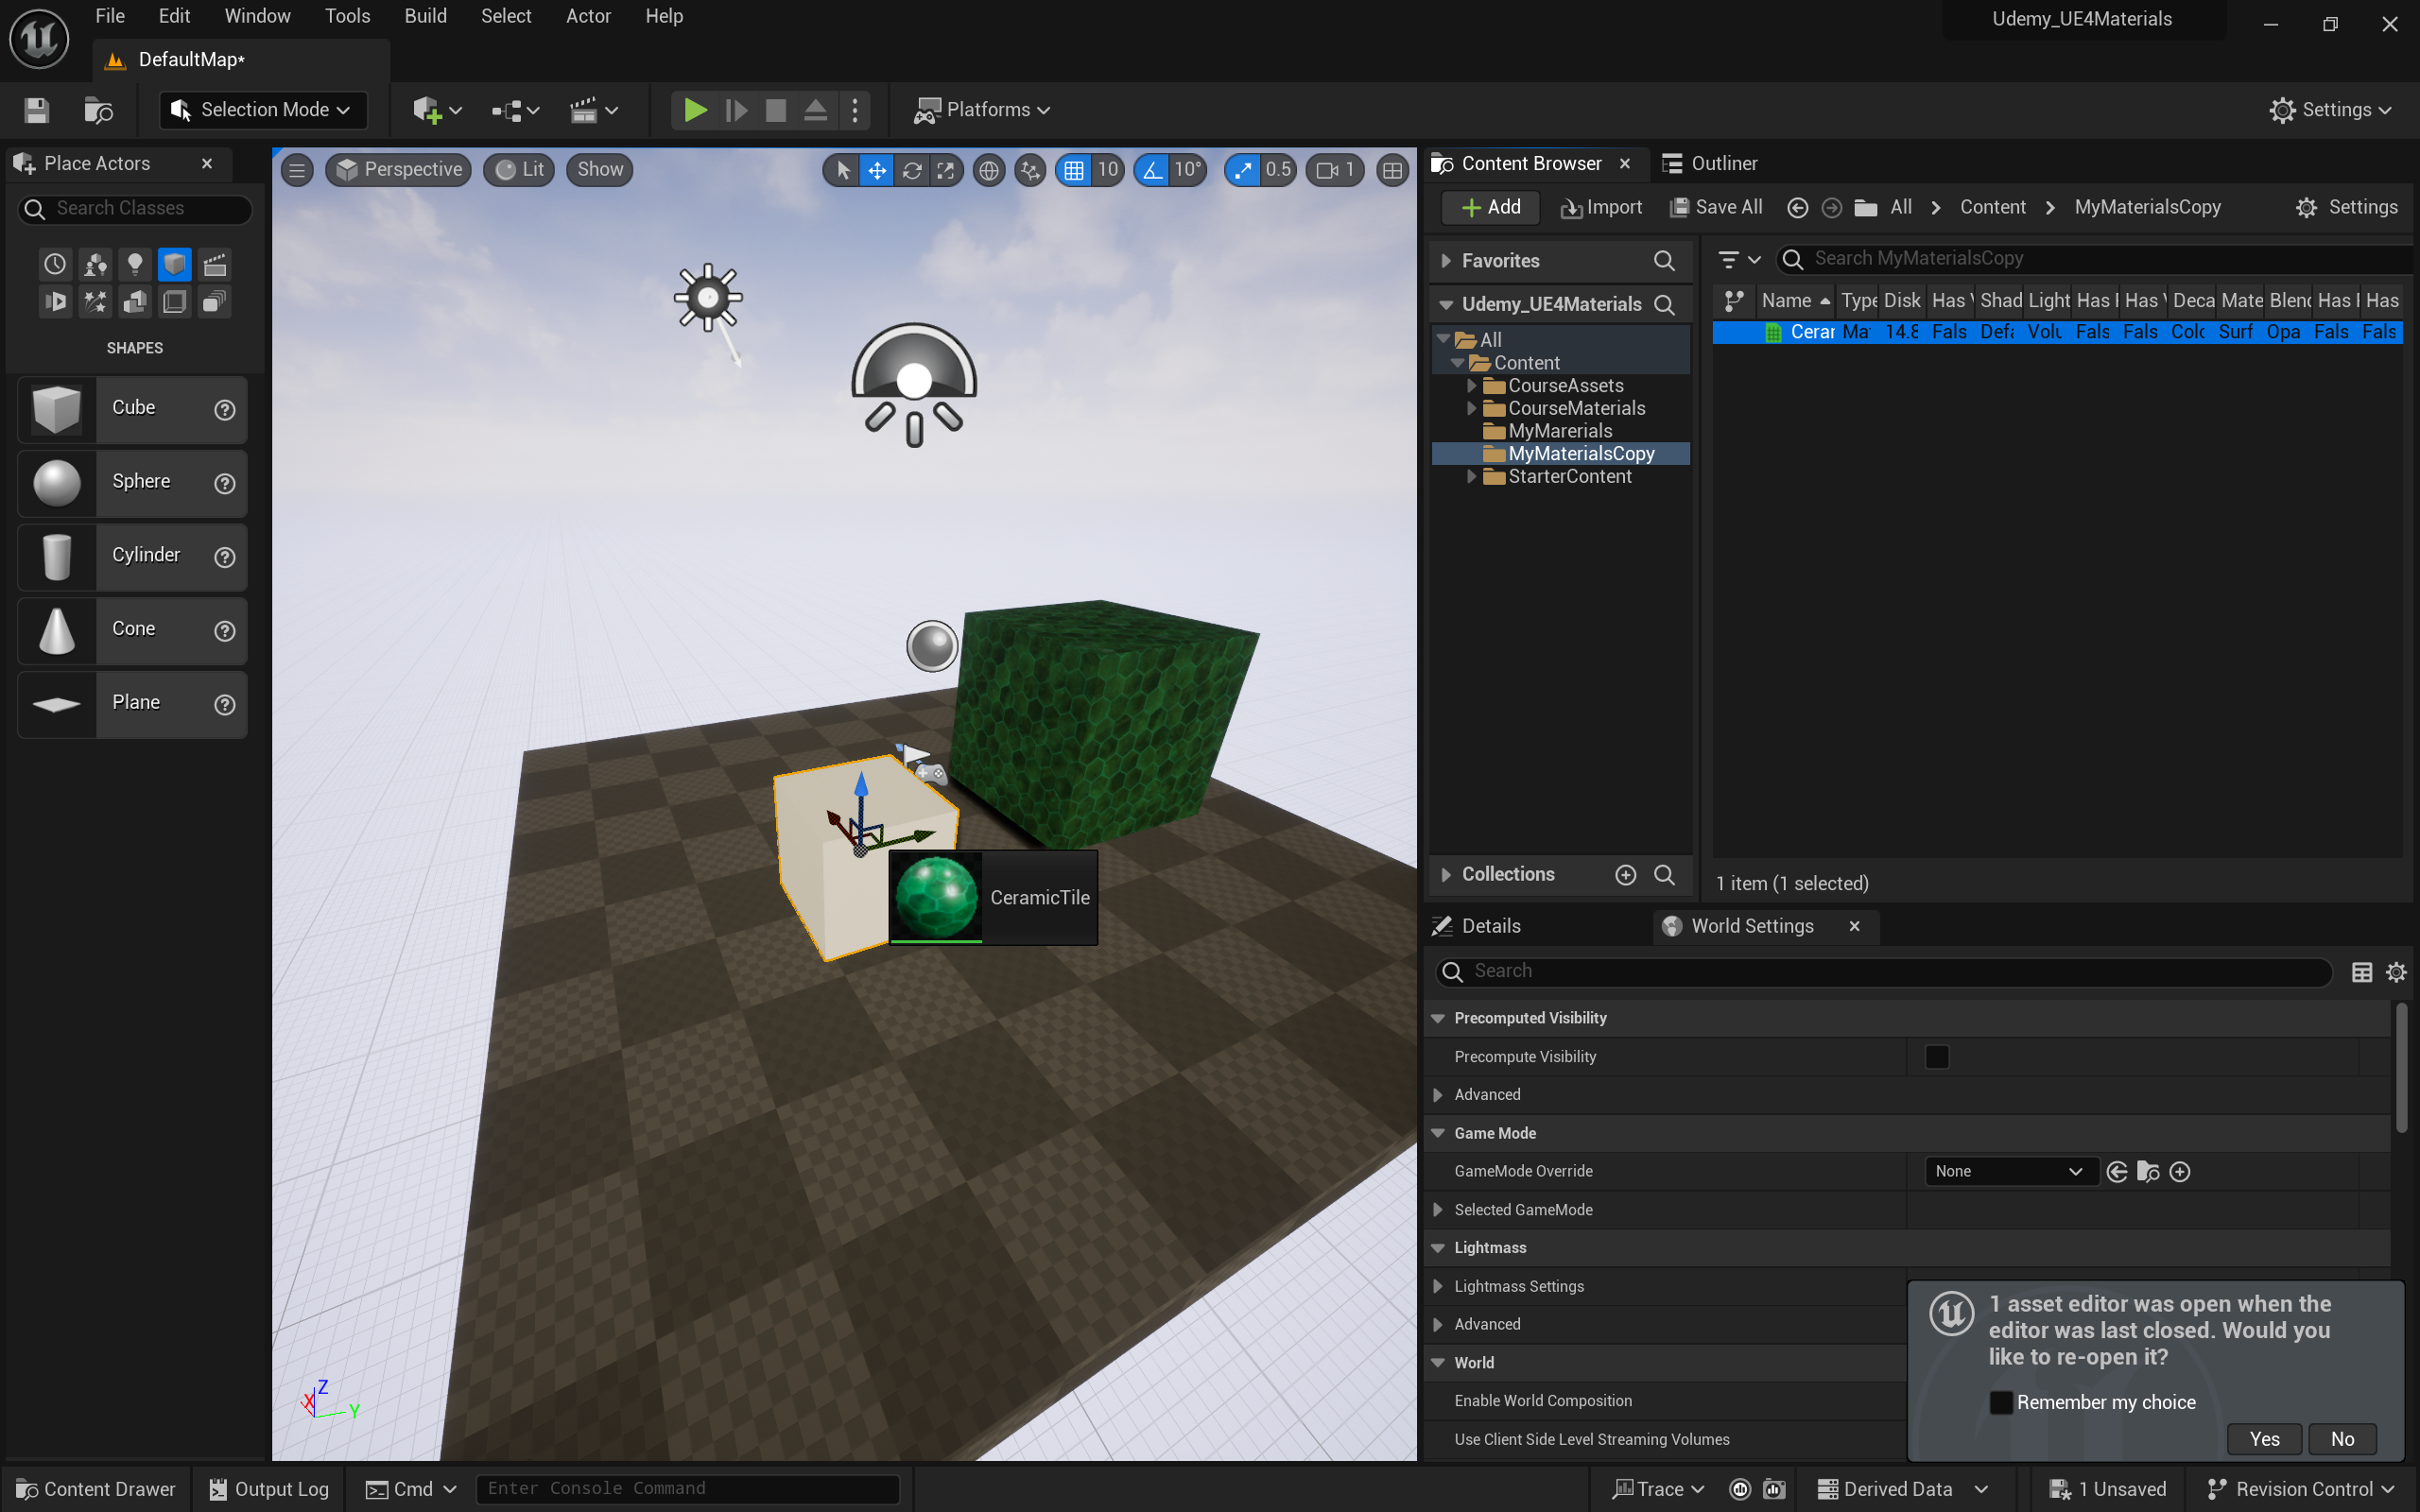 File Edit Window Tools Build Select Actor Help
Udemy_UE4Materials
DefaultMap*
Selection Mode
Platforms
Settings
Place Actors
Search Classes
SHAPES
Cube
Sphere
Cylinder
Cone
Plane
Perspective Lit Show
10 10° 0.5 1
Content Browser Outliner
Add Import Save All All Content MyMaterialsCopy Settings
Favorites
Search MyMaterialsCopy
Udemy_UE4Materials
Name Type Disk Has Shad Light Has Has Deca Mate Blend Has Has
Cerar Ma 14.8 Fals Defa Volu Fals Fals Colo Surf Opa Fals Fals
All
Content
CourseAssets
CourseMaterials
MyMarerials
MyMaterialsCopy
StarterContent
Collections
1 item (1 selected)
CeramicTile
Details World Settings
Search
Precomputed Visibility
Precompute Visibility
Advanced
Game Mode
GameMode Override None
Selected GameMode
Lightmass
Lightmass Settings
Advanced
World
Enable World Composition
Use Client Side Level Streaming Volumes
1 asset editor was open when the
editor was last closed. Would you
like to re-open it?
Remember my choice
Yes No
Z
X
Y
Content Drawer Output Log Cmd Enter Console Command
Trace Derived Data 1 Unsaved Revision Control